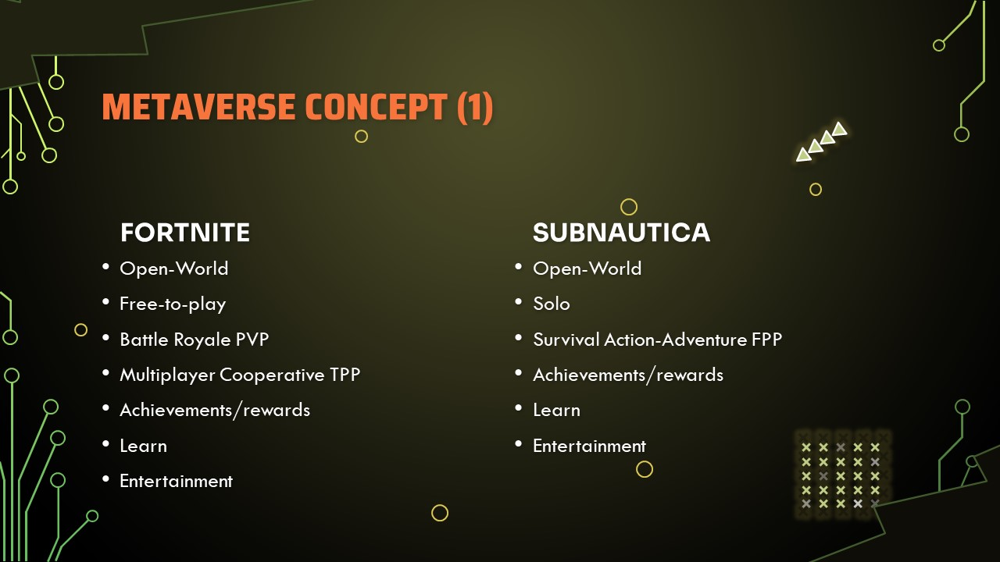 METAVERSE CONCEPT (1)
FORTNITE
• Open-World
• Free-to-play
• Battle Royale PVP
• Multiplayer Cooperative TPP
• Achievements/rewards
• Learn
• Entertainment
SUBNAUTICA
• Open-World
• Solo
• Survival Action-Adventure FPP
• Achievements/rewards
• Learn
• Entertainment